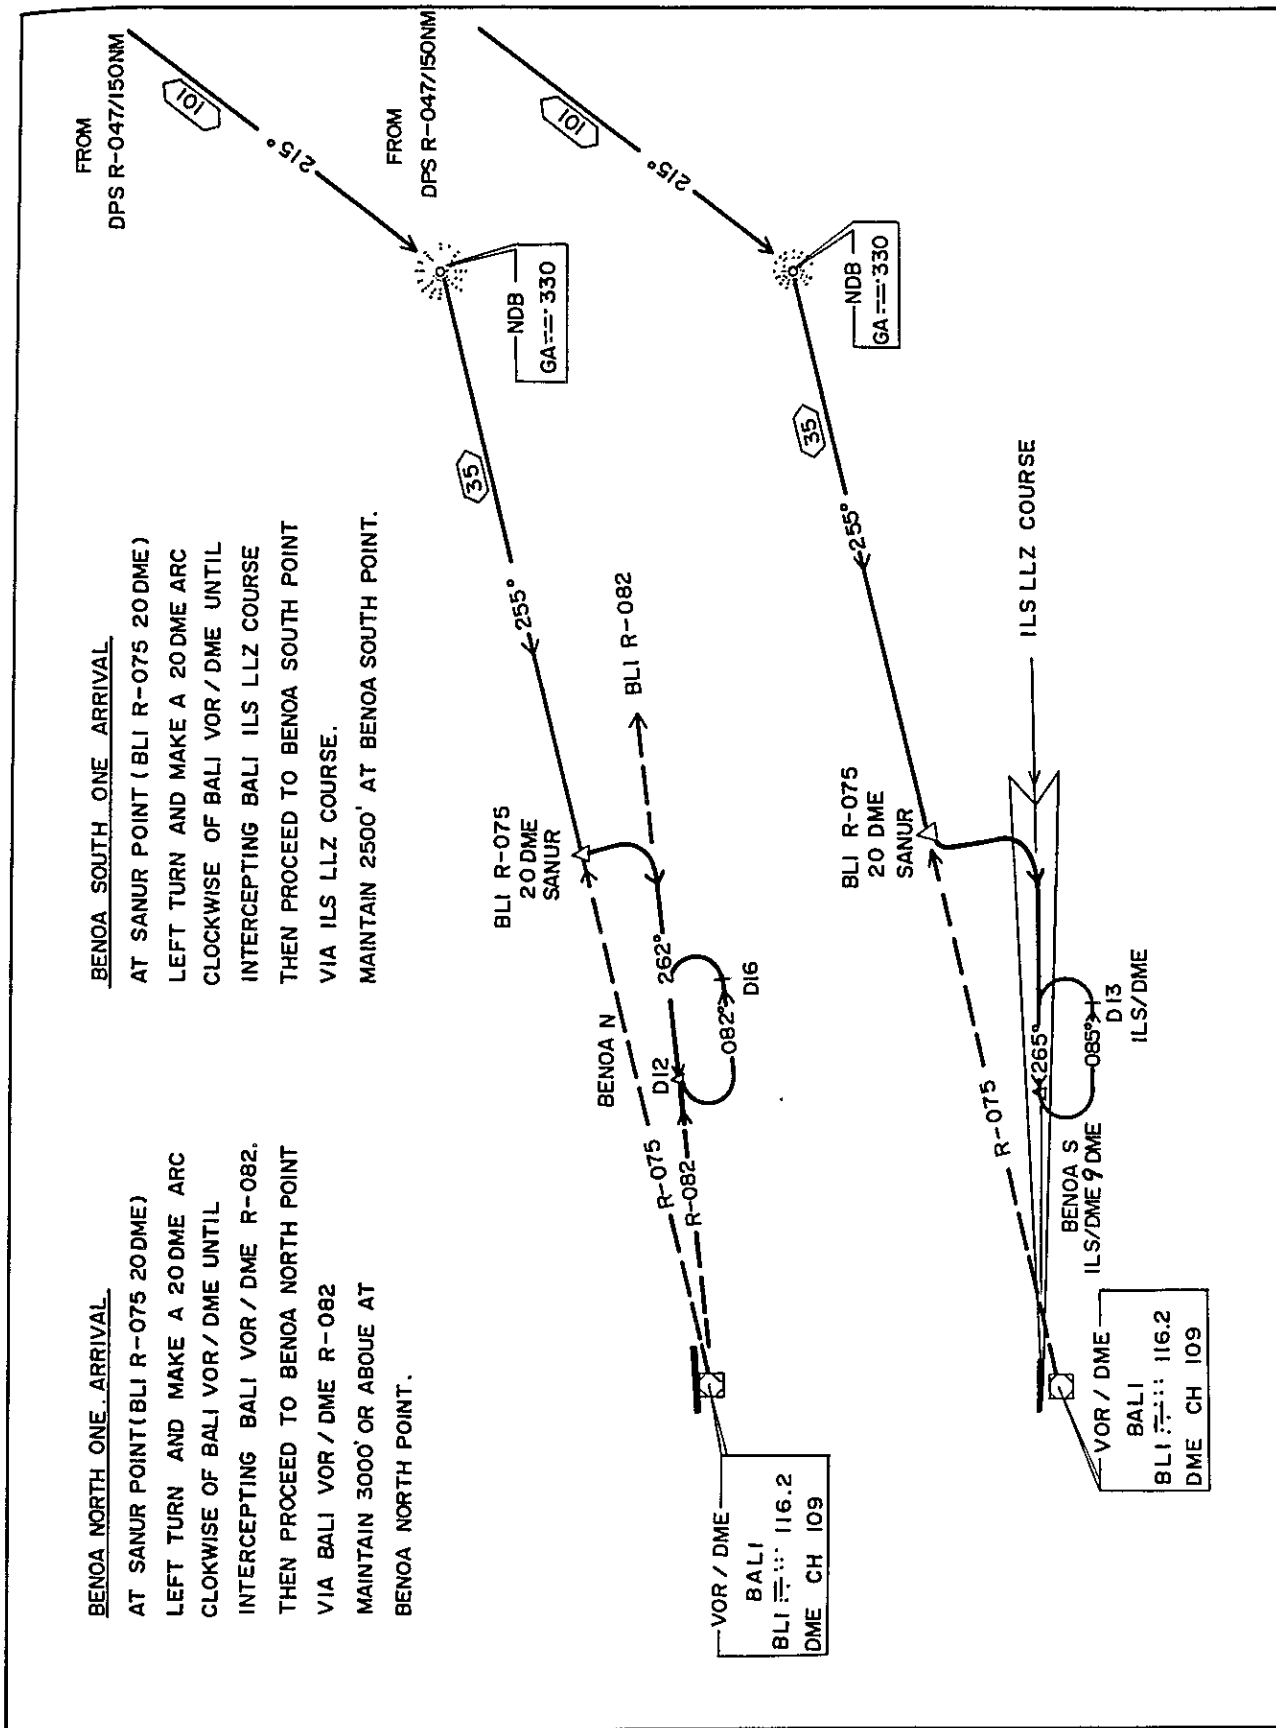 BENOA NORTH ONE. ARRIVAL
AT SANUR POINT (BLI R-075 20DME)
LEFT TURN AND MAKE A 20DME ARC
CLOKWISE OF BALI VOR/DME UNTIL
INTERCEPTING BALI VOR/DME R-082.
THEN PROCEED TO BENOA NORTH POINT
VIA BALI VOR/DME R-082
MAINTAIN 3000' OR ABOUE AT
BENOA NORTH POINT.
BENOA SOUTH ONE ARRIVAL
AT SANUR POINT (BLI R-075 20DME)
LEFT TURN AND MAKE A 20DME ARC
CLOCKWISE OF BALI VOR/DME UNTIL
INTERCEPTING BALI ILS LLZ COURSE
THEN PROCEED TO BENOA SOUTH POINT
VIA ILS LLZ COURSE.
MAINTAIN 2500' AT BENOA SOUTH POINT.
FROM
DPS R-047/150NM
101
215°
NDB
GA 330
35
255°
BLI R-075
20DME
SANUR
BLI R-082
262°
BENOA N
D12
D16
082°
R-075
R-082
VOR/DME
BALI
BLI 116.2
DME CH 109
FROM
DPS R-047/150NM
101
215°
NDB
GA 330
35
255°
BLI R-075
20 DME
SANUR
ILS LLZ COURSE
R-075
265°
085°
D13
ILS/DME
BENOA S
ILS/DME 9 DME
VOR/DME
BALI
BLI 116.2
DME CH 109